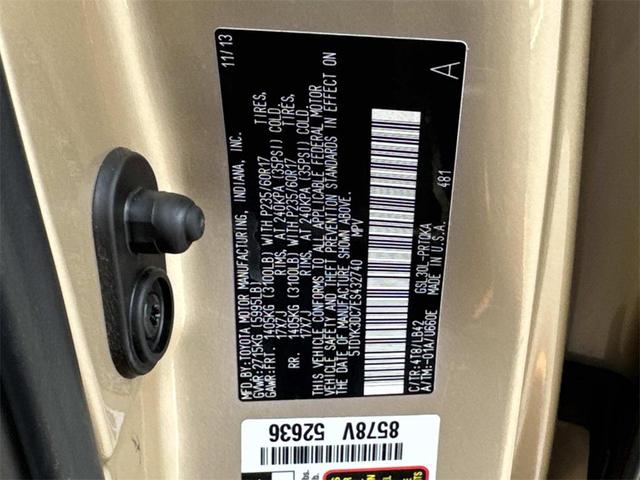 MFD.BY:TOYOTA MOTOR MANUFACTURING, INDIANA, INC. 11/13
GVWR:2715KG(5995LB)
GAWR:FRT. 1405KG(3100LB) WITH P235/60R17 TIRES,
17X7J RIMS, AT 240KPA (35PSI) COLD.
RR. 1405KG(3100LB) WITH P235/60R17 TIRES,
17X7J RIMS, AT 240KPA (35PSI) COLD.
THIS VEHICLE CONFORMS TO ALL APPLICABLE FEDERAL MOTOR
VEHICLE SAFETY AND THEFT PREVENTION STANDARDS IN EFFECT ON
THE DATE OF MANUFACTURE SHOWN ABOVE.
5TDYK3DC7ES432740 MPV
C/TR:4T8/LB42 GSL30L-PRTQKA 481 A
A/TM:-01A/U660E MADE IN U.S.A.
8578V 52636